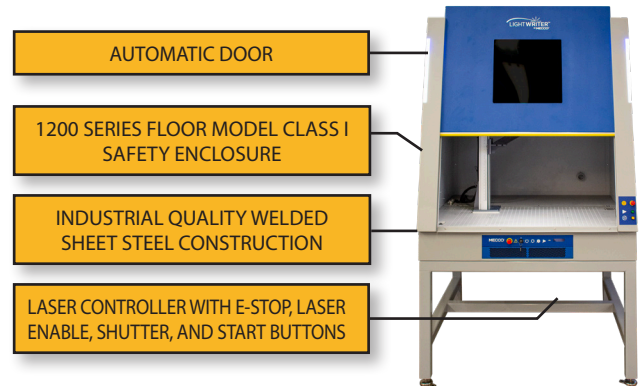 LIGHTWRITER
AUTOMATIC DOOR
1200 SERIES FLOOR MODEL CLASS I
SAFETY ENCLOSURE
INDUSTRIAL QUALITY WELDED
SHEET STEEL CONSTRUCTION
MECCO
LASER CONTROLLER WITH E-STOP, LASER
ENABLE, SHUTTER, AND START BUTTONS